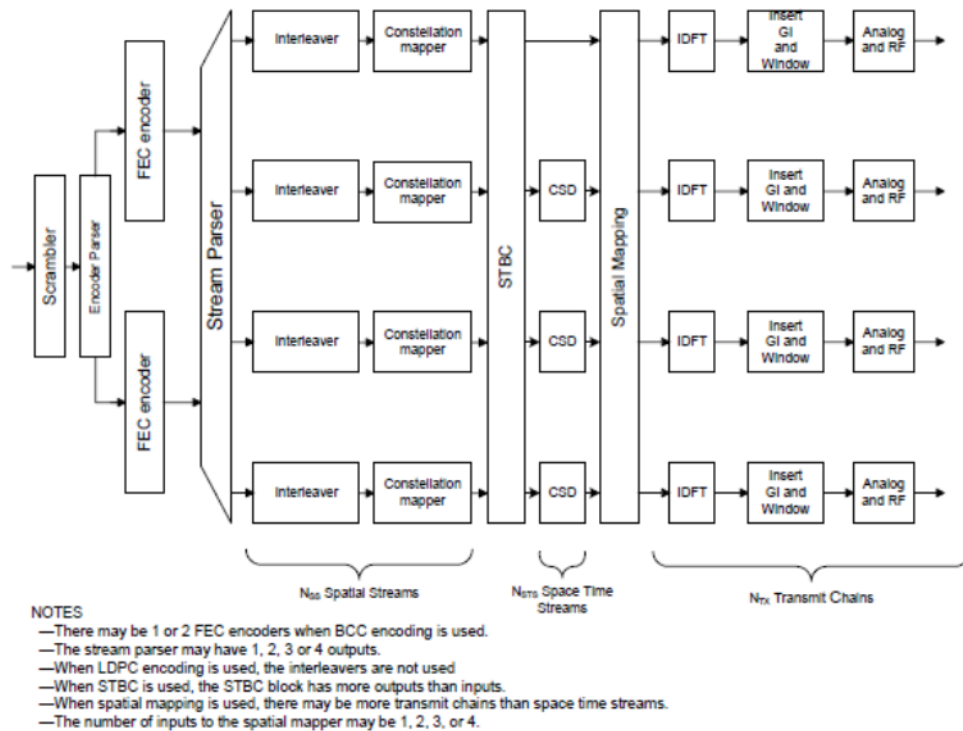 Interleaver
Constellation
mapper
IDFT
Insert
GI
and
Window
Analog
and RF
FEC encoder
Interleaver
Constellation
mapper
CSD
IDFT
Insert
GI and
Window
Analog
and RF
Scrambler
Encoder Parser
Stream Parser
STBC
Spatial Mapping
Interleaver
Constellation
mapper
CSD
IDFT
Insert
GI and
Window
Analog
and RF
FEC encoder
Interleaver
Constellation
mapper
CSD
IDFT
Insert
GI and
Window
Analog
and RF
NSS Spatial Streams
NSTS Space Time
Streams
NTX Transmit Chains
NOTES
—There may be 1 or 2 FEC encoders when BCC encoding is used.
—The stream parser may have 1, 2, 3 or 4 outputs.
—When LDPC encoding is used, the interleavers are not used
—When STBC is used, the STBC block has more outputs than inputs.
—When spatial mapping is used, there may be more transmit chains than space time streams.
—The number of inputs to the spatial mapper may be 1, 2, 3, or 4.